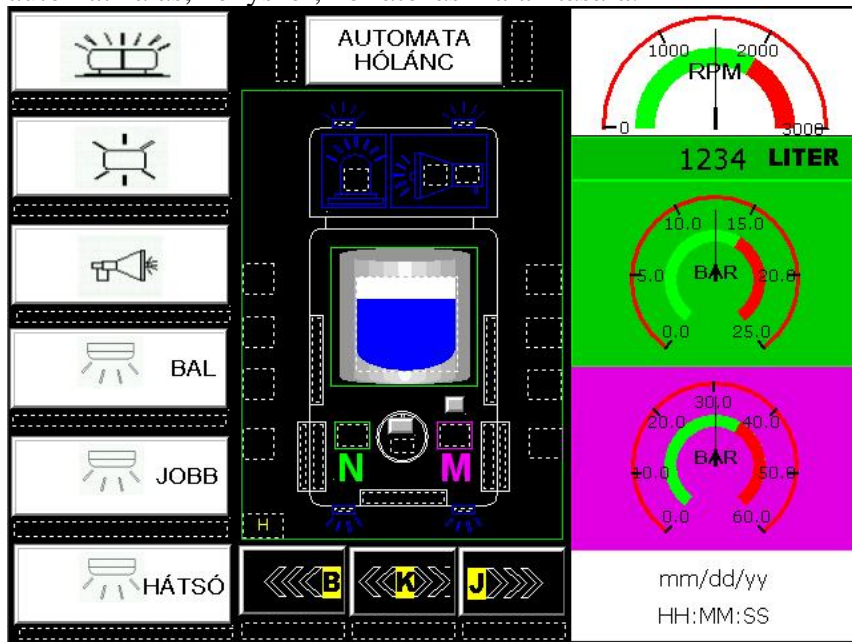 AUTOMATA
HÓLÁNC
BAL
JOBB
HÁTSÓ
N
M
H
B
K
J
0
1000
2000
3000
RPM
1234 LITER
0.0
5.0
10.0
15.0
20.0
25.0
BAR
0.0
10.0
20.0
30.0
40.0
50.0
60.0
BAR
mm/dd/yy
HH:MM:SS